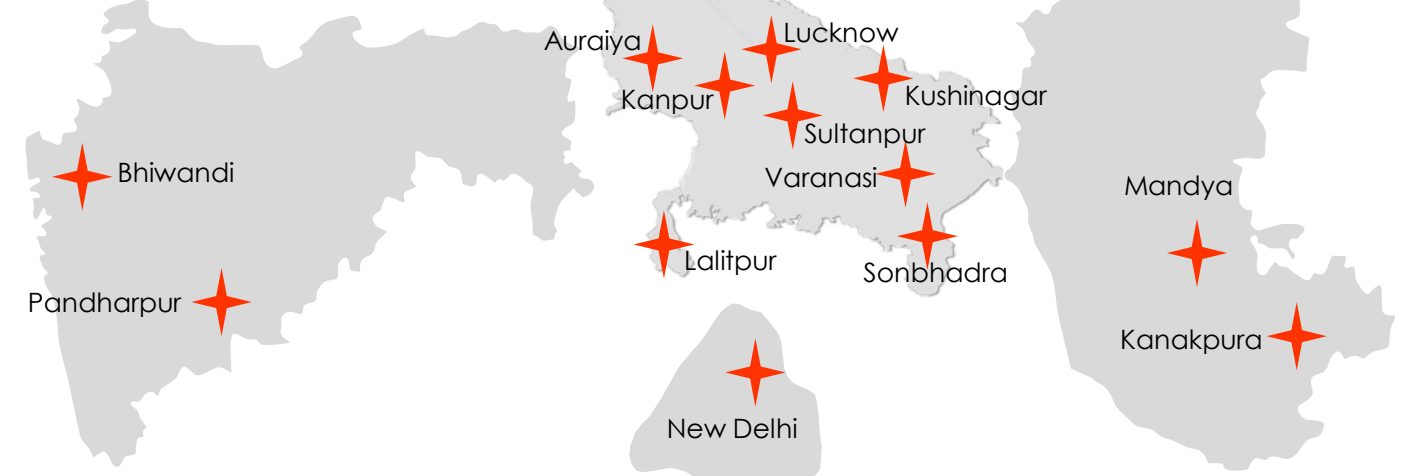 Lucknow
Auraiya
Kanpur
Kushinagar
Sultanpur
Bhiwandi
Varanasi
Mandya
Lalitpur
Sonbhadra
Pandharpur
Kanakpura
New Delhi